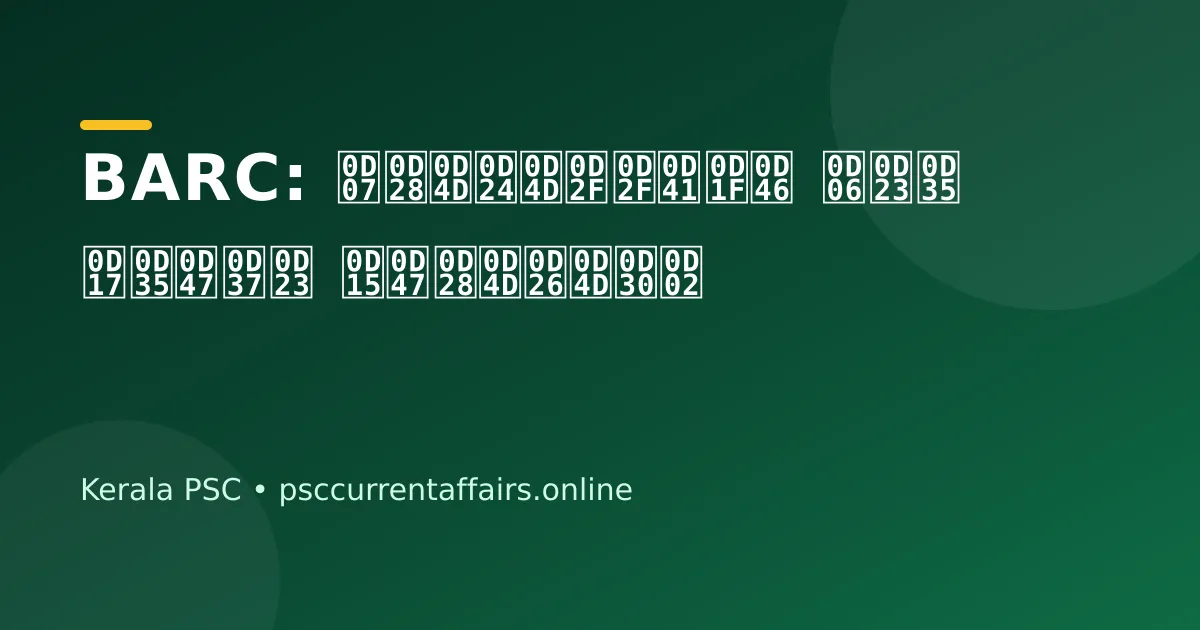 BARC: ഇന്ത്യയുടെ ആണവ
ഗവേഷണ കേന്ദ്രം
Kerala PSC • psccurrentaffairs.online